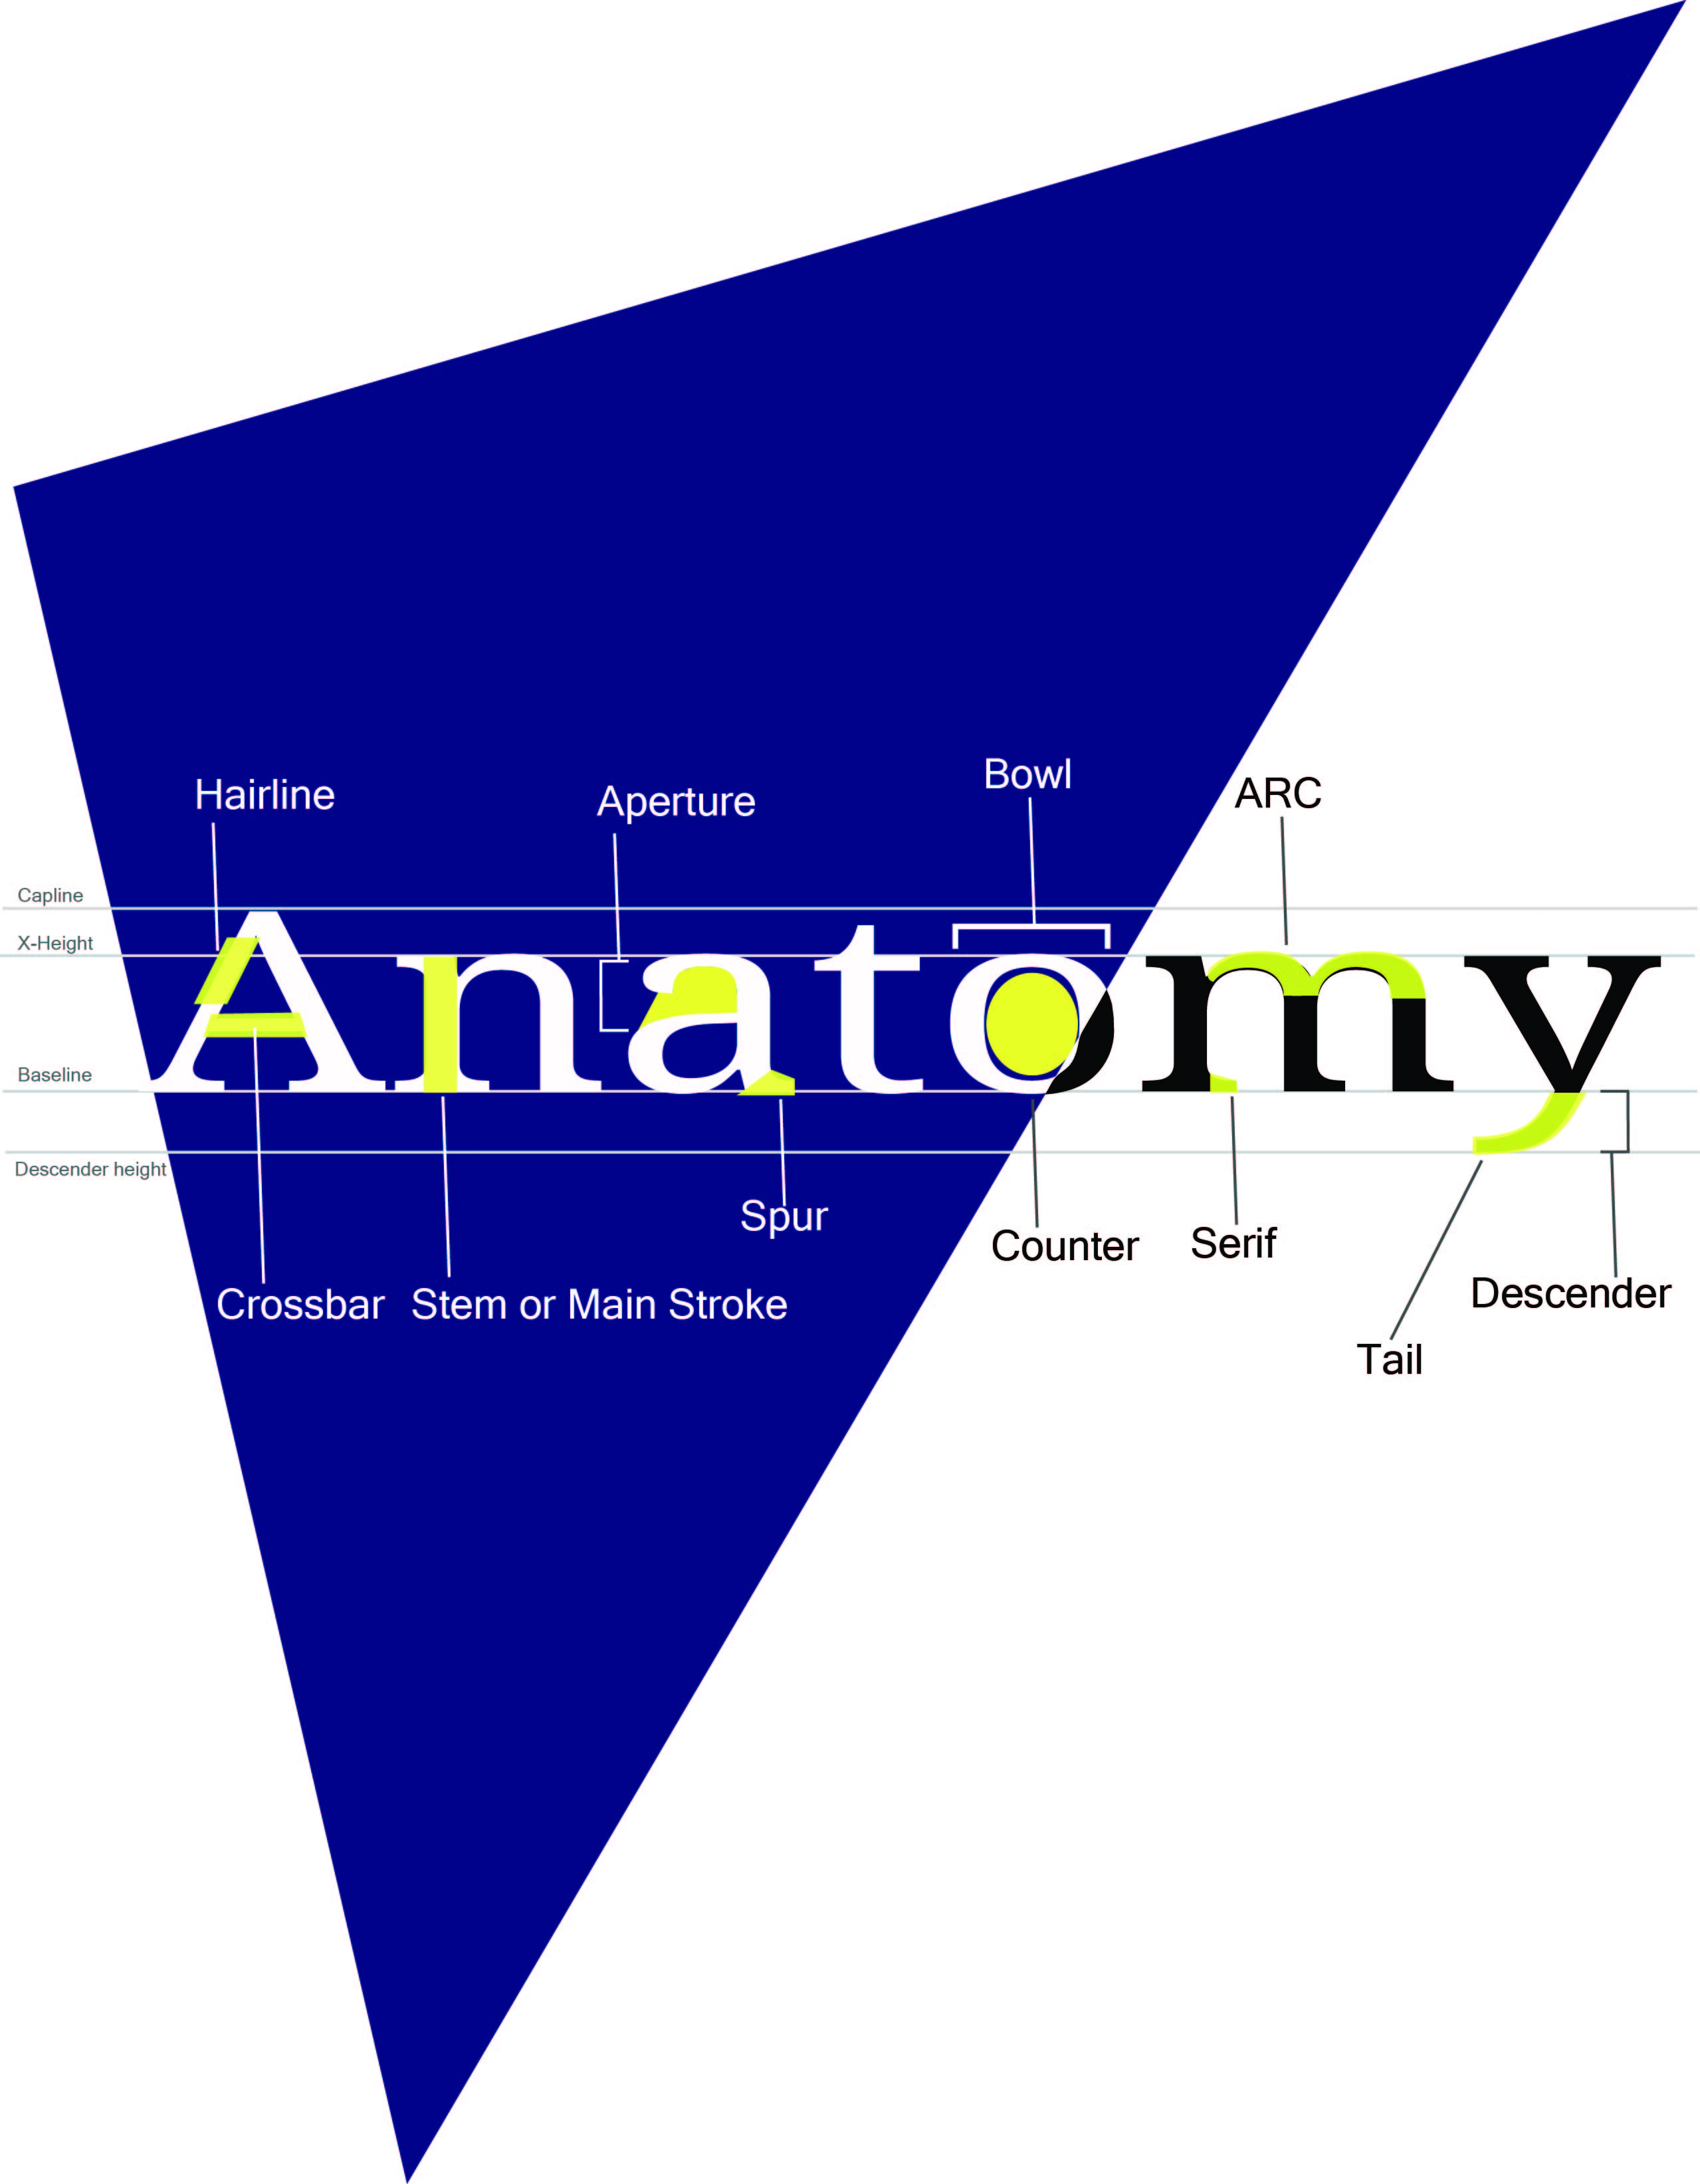 Bowl
Hairline
Aperture
ARC
Capline
X-Height
Anatomy
Baseline
Descender height
Spur
Counter
Serif
Crossbar
Stem or Main Stroke
Descender
Tail